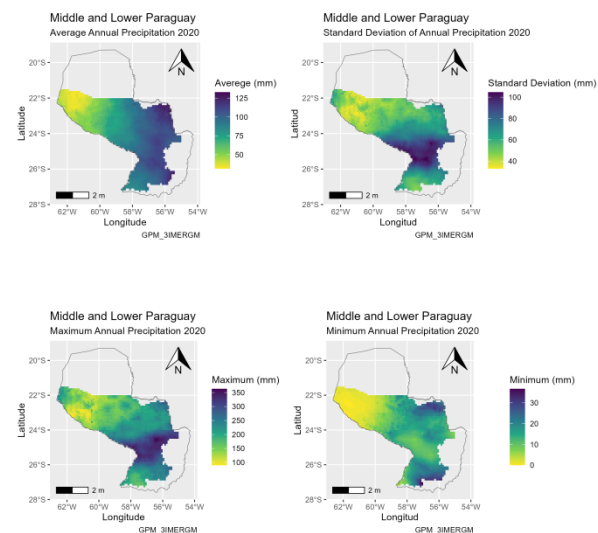 Middle and Lower Paraguay
Average Annual Precipitation 2020
20°S
22°S
24°S
26°S
28°S
Latitude
N
2 m
62°W 60°W 58°W 56°W 54°W
Longitude
GPM_3IMERGM
Averege (mm)
125
100
75
50
Middle and Lower Paraguay
Standard Deviation of Annual Precipitation 2020
20°S
22°S
24°S
26°S
28°S
Latitud
N
2 m
62°W 60°W 58°W 56°W 54°W
Longitude
GPM_3IMERGM
Standard Deviation (mm)
100
80
60
40
Middle and Lower Paraguay
Maximum Annual Precipitation 2020
20°S
22°S
24°S
26°S
28°S
Latitude
N
2 m
62°W 60°W 58°W 56°W 54°W
Longitude
GPM_3IMERGM
Maximum (mm)
350
300
250
200
150
100
Middle and Lower Paraguay
Minimum Annual Precipitation 2020
20°S
22°S
24°S
26°S
28°S
Latitud
N
2 m
62°W 60°W 58°W 56°W 54°W
Longitud
GPM_3IMERGM
Minimum (mm)
30
20
10
0